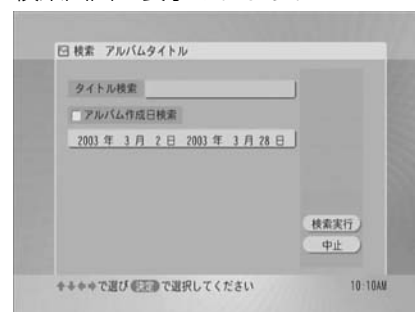 検索 アルバムタイトル
タイトル検索
アルバム作成日検索
2003 年 3 月 2 日 2003 年 3 月 28 日
検索実行
中止
で選び 決定 で選択してください
10:10AM